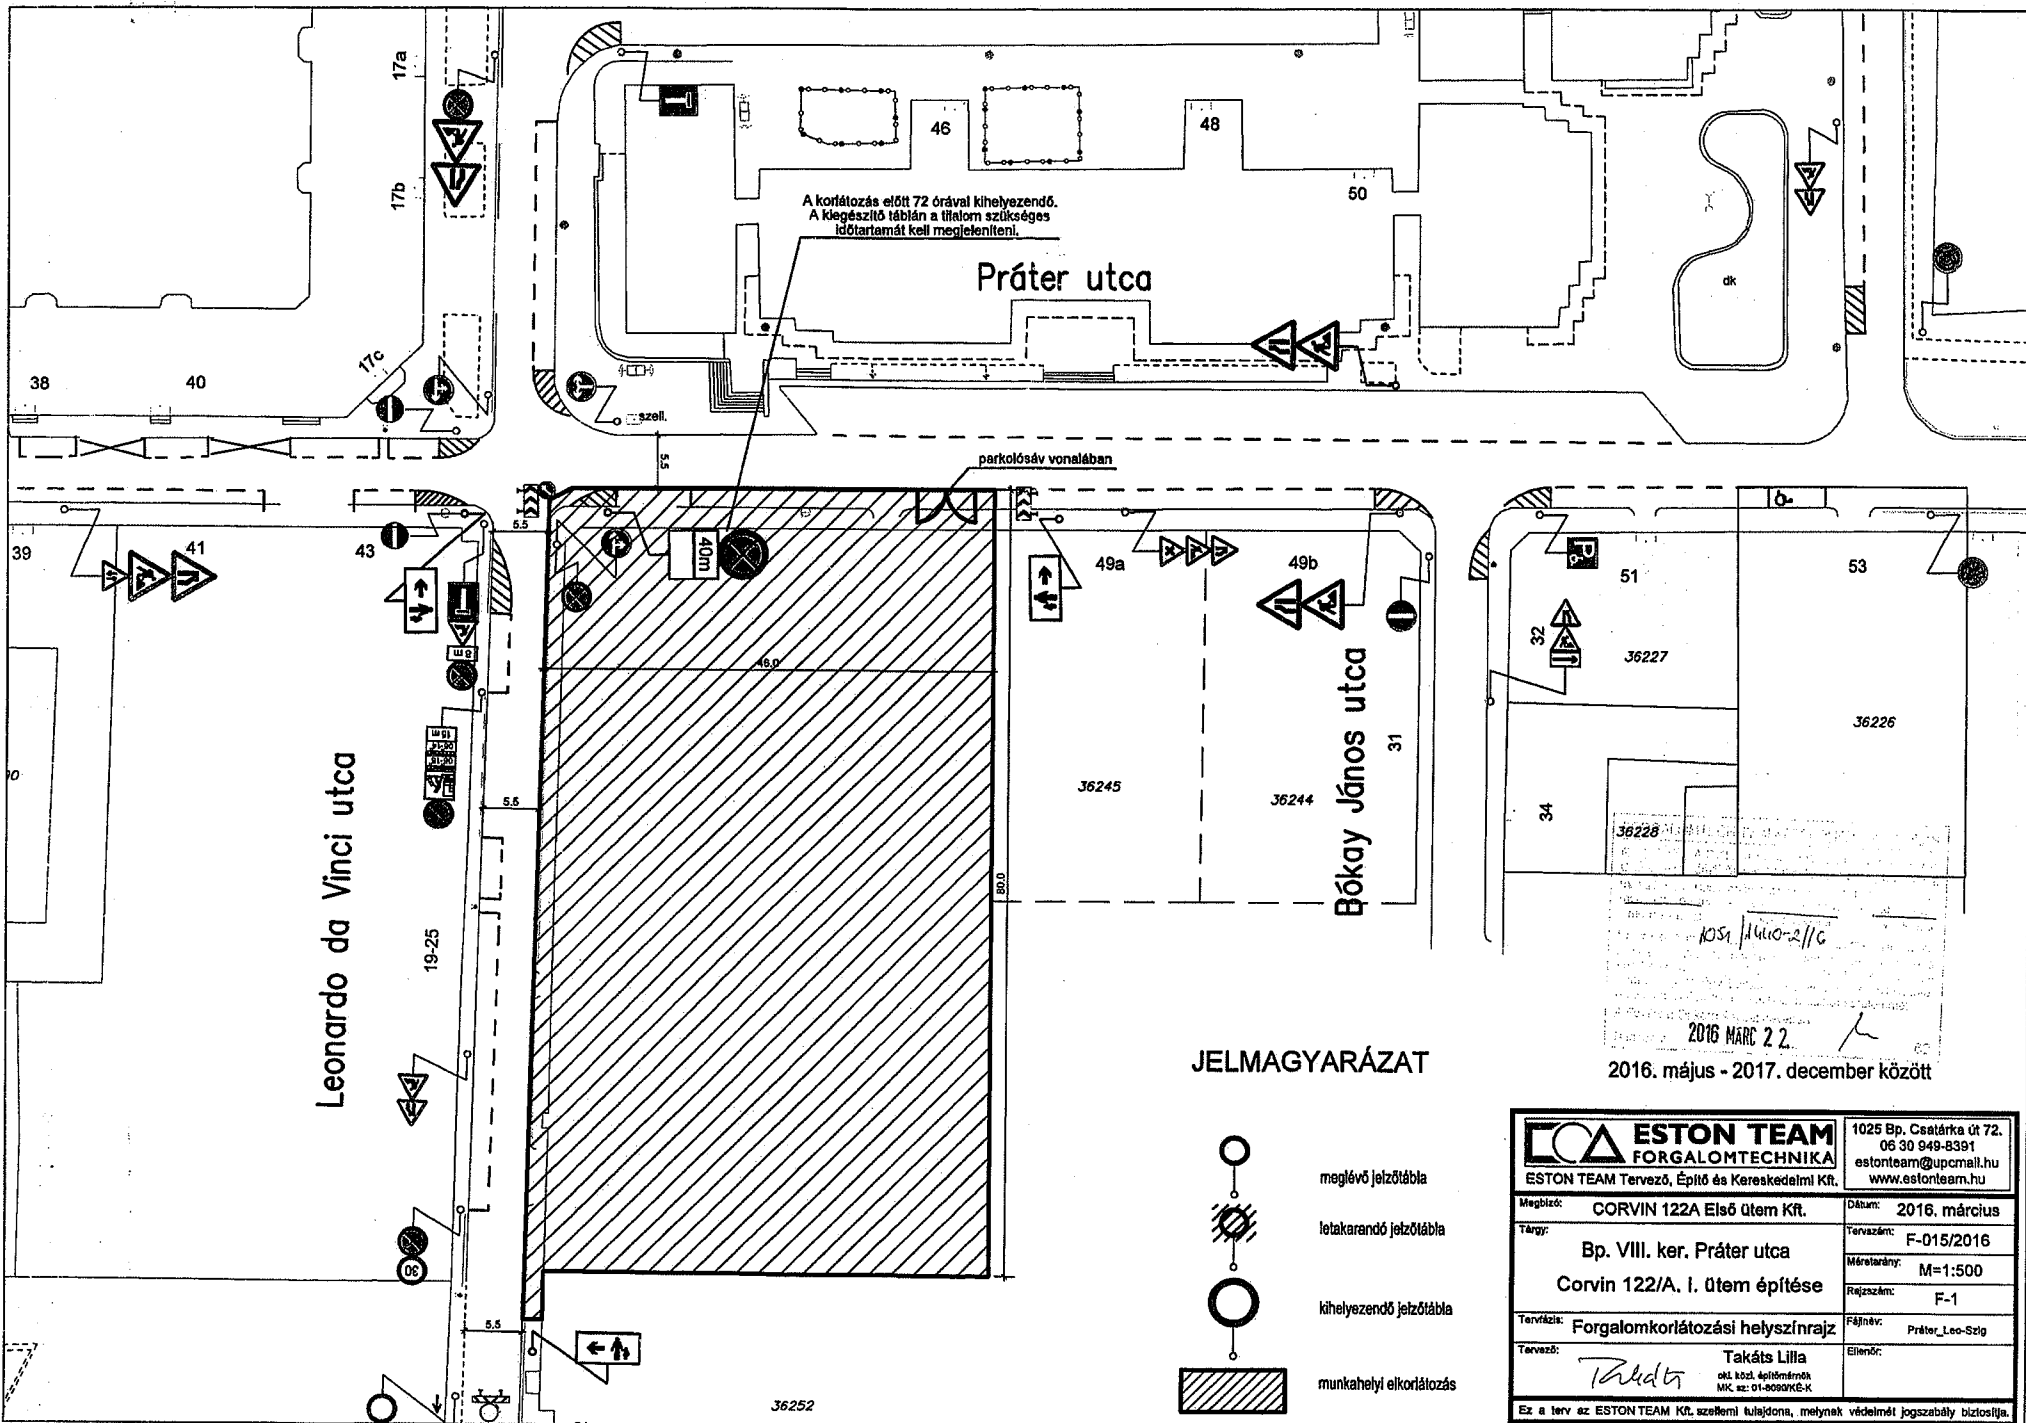 17a
17b
17c
38
40
46
48
50
A korlátozás előtt 72 órával kihelyezendő.
A kiegészítő táblán a tilalom szükséges
időtartamát kell megjeleníteni.
Práter utca
dk
szell.
5.5
parkolósáv vonalában
39
41
43
5.5
40m
49a
49b
51
53
32
8 m
46.0
36227
36226
15 m
31
5.5
36245
36244
34
36228
80.0
Leonardo da Vinci utca
Bókay János utca
19-25
2016 MÁRC 22.
2016. május - 2017. december között
30
5.5
36252
JELMAGYARÁZAT
meglévő jelzőtábla
letakarandó jelzőtábla
kihelyezendő jelzőtábla
munkahelyi elkorlátozás
ESTON TEAM
FORGALOMTECHNIKA
ESTON TEAM Tervező, Építő és Kereskedelmi Kft.
1025 Bp. Csatárka út 72.
06 30 949-8391
estonteam@upcmail.hu
www.estonteam.hu
Megbízó: CORVIN 122A Első ütem Kft.
Dátum: 2016. március
Tárgy:
Bp. VIII. ker. Práter utca
Corvin 122/A. I. ütem építése
Tervszám: F-015/2016
Méretarány: M=1:500
Rajzszám: F-1
Tervfázis: Forgalomkorlátozási helyszínrajz
Fájlnév: Práter_Leo-Szig
Tervező: Takáts Lilla
okl. közl. építőmérnök
MK. sz: 01-8090/KÉ-K
Ellenőr:
Ez a terv az ESTON TEAM Kft. szellemi tulajdona, melynek védelmét jogszabály biztosítja.